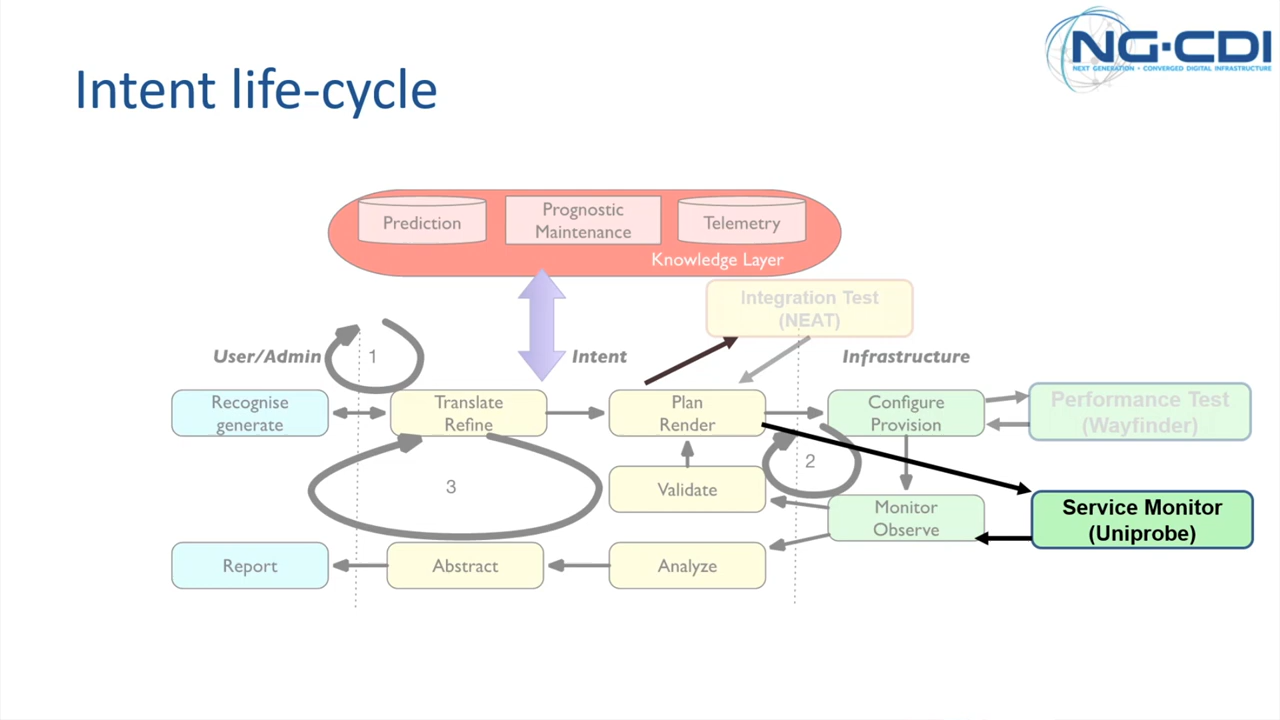 NG-CDI
NEXT GENERATION • CONVERGED DIGITAL INFRASTRUCTURE
Intent life-cycle
Prediction
Prognostic
Maintenance
Telemetry
Knowledge Layer
Integration Test
(NEAT)
User/Admin
1
Intent
Infrastructure
Recognise
generate
Translate
Refine
Plan
Render
Configure
Provision
Performance Test
(Wayfinder)
2
3
Validate
Monitor
Observe
Service Monitor
(Uniprobe)
Report
Abstract
Analyze